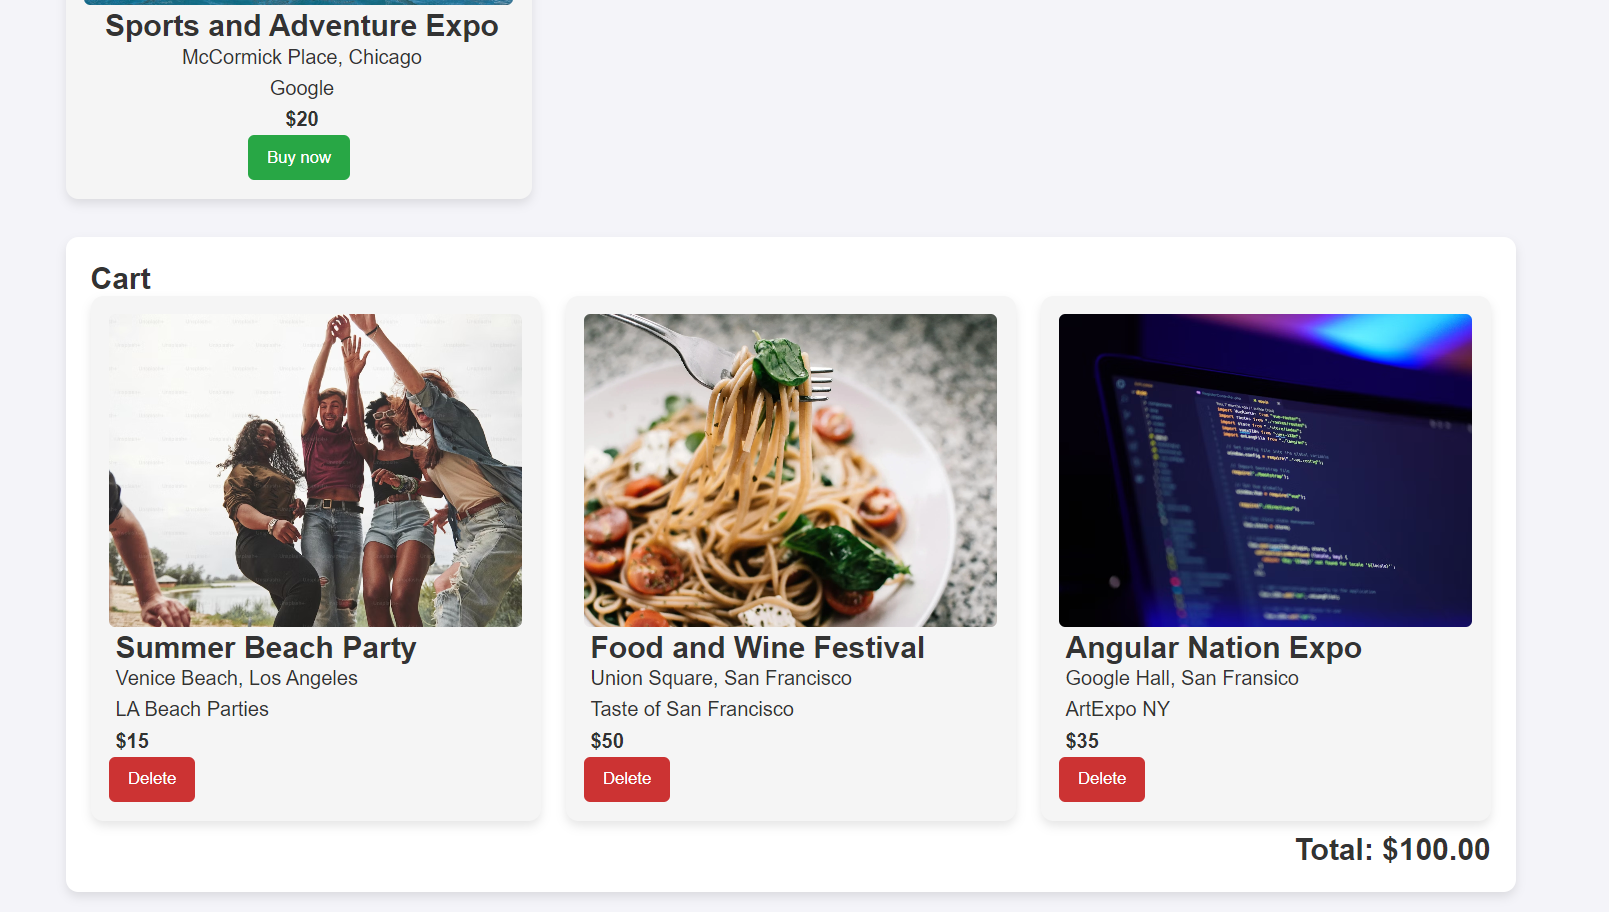 Sports and Adventure Expo
McCormick Place, Chicago
Google
$20
Buy now
Cart
Summer Beach Party
Venice Beach, Los Angeles
LA Beach Parties
$15
Delete
Food and Wine Festival
Union Square, San Francisco
Taste of San Francisco
$50
Delete
Angular Nation Expo
Google Hall, San Fransico
ArtExpo NY
$35
Delete
Total: $100.00